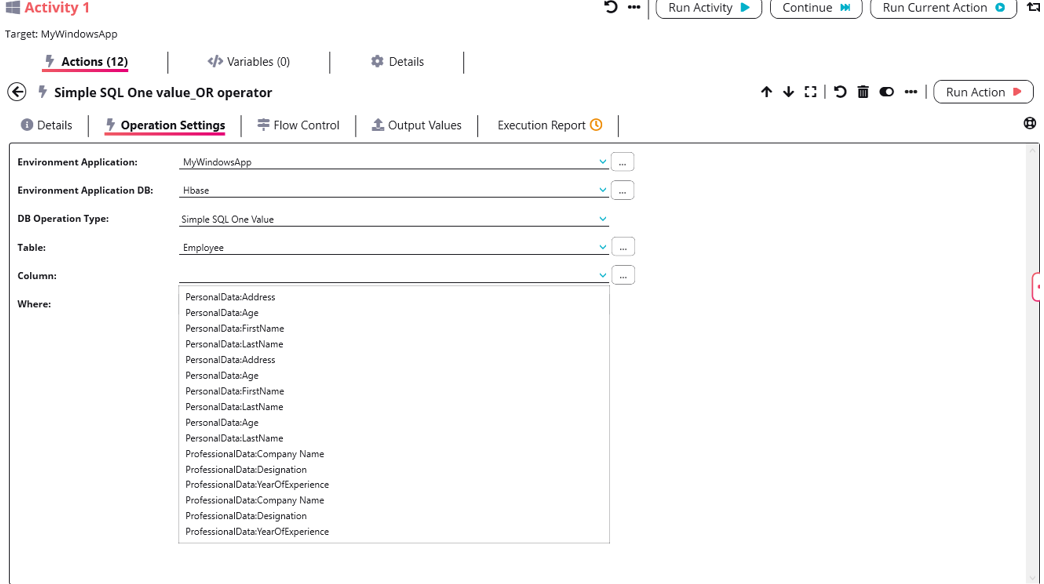 Activity 1
Run Activity
Continue
Run Current Action
Target: MyWindowsApp
Actions (12)
Variables (0)
Details
Simple SQL One value_OR operator
Run Action
Details
Operation Settings
Flow Control
Output Values
Execution Report
Environment Application:
MyWindowsApp
...
Environment Application DB:
Hbase
...
DB Operation Type:
Simple SQL One Value
Table:
Employee
...
Column:
...
Where:
PersonalData:Address
PersonalData:Age
PersonalData:FirstName
PersonalData:LastName
PersonalData:Address
PersonalData:Age
PersonalData:FirstName
PersonalData:LastName
PersonalData:Age
PersonalData:LastName
ProfessionalData:Company Name
ProfessionalData:Designation
ProfessionalData:YearOfExperience
ProfessionalData:Company Name
ProfessionalData:Designation
ProfessionalData:YearOfExperience